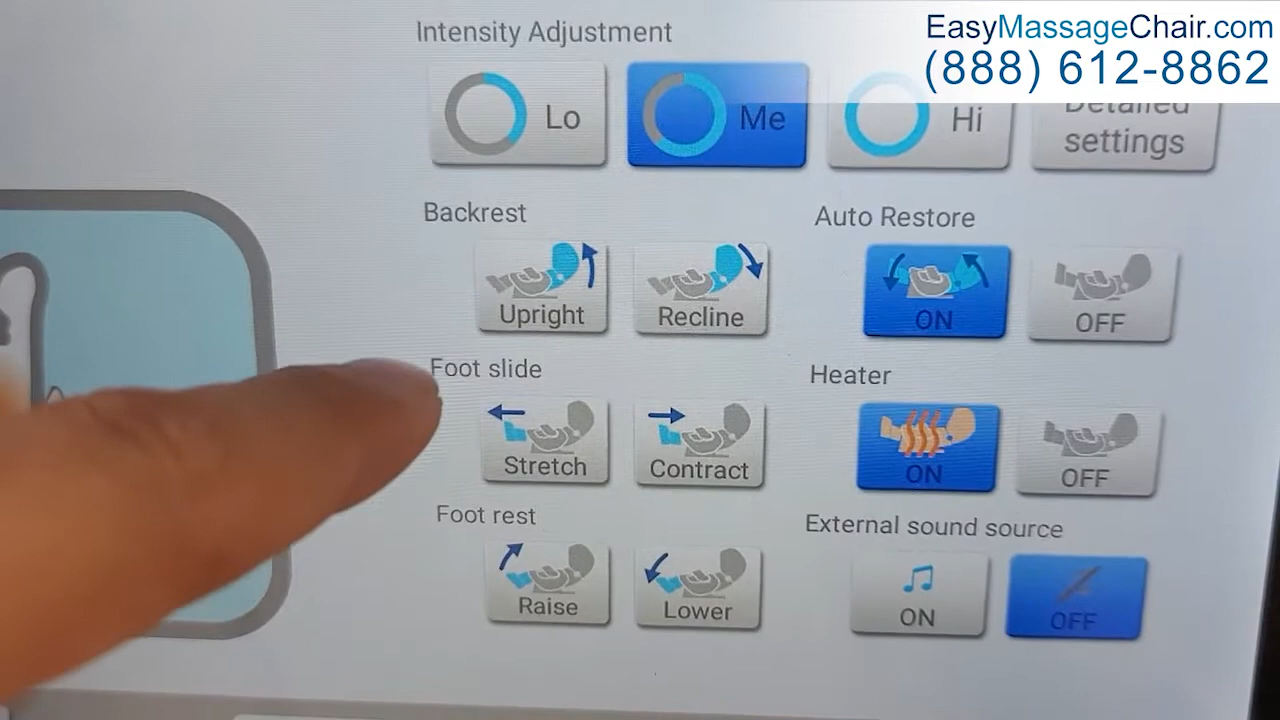 EasyMassageChair.com
(888) 612-8862
Intensity Adjustment
Lo
Me
Hi
Detailed
settings
Backrest
Upright
Recline
Auto Restore
ON
OFF
Foot slide
Stretch
Contract
Heater
ON
OFF
Foot rest
Raise
Lower
External sound source
ON
OFF